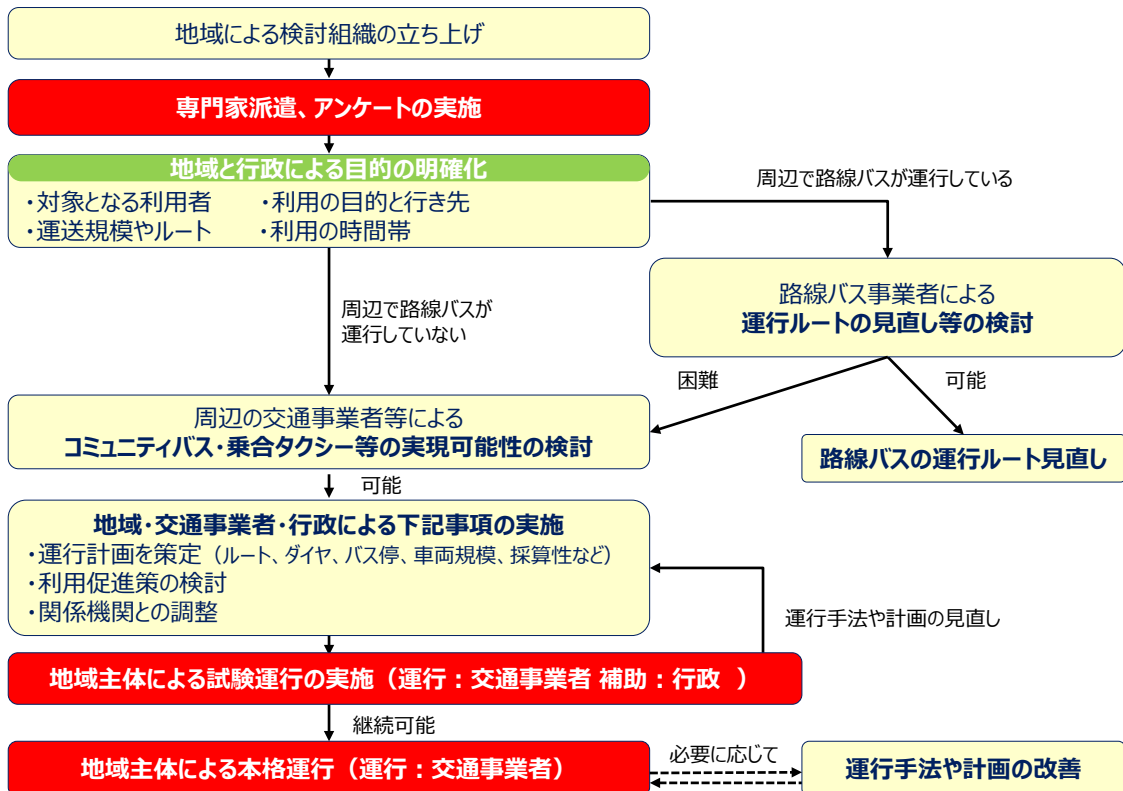 地域による検討組織の立ち上げ
専門家派遣、アンケートの実施
地域と行政による目的の明確化
・対象となる利用者　・利用の目的と行き先
・運送規模やルート　・利用の時間帯
周辺で路線バスが運行している
路線バス事業者による
運行ルートの見直し等の検討
周辺で路線バスが
運行していない
困難
可能
周辺の交通事業者等による
コミュニティバス・乗合タクシー等の実現可能性の検討
路線バスの運行ルート見直し
可能
地域・交通事業者・行政による下記事項の実施
・運行計画を策定（ルート、ダイヤ、バス停、車両規模、採算性など）
・利用促進策の検討
・関係機関との調整
運行手法や計画の見直し
地域主体による試験運行の実施（運行：交通事業者 補助：行政 ）
継続可能
地域主体による本格運行（運行：交通事業者）
必要に応じて
運行手法や計画の改善